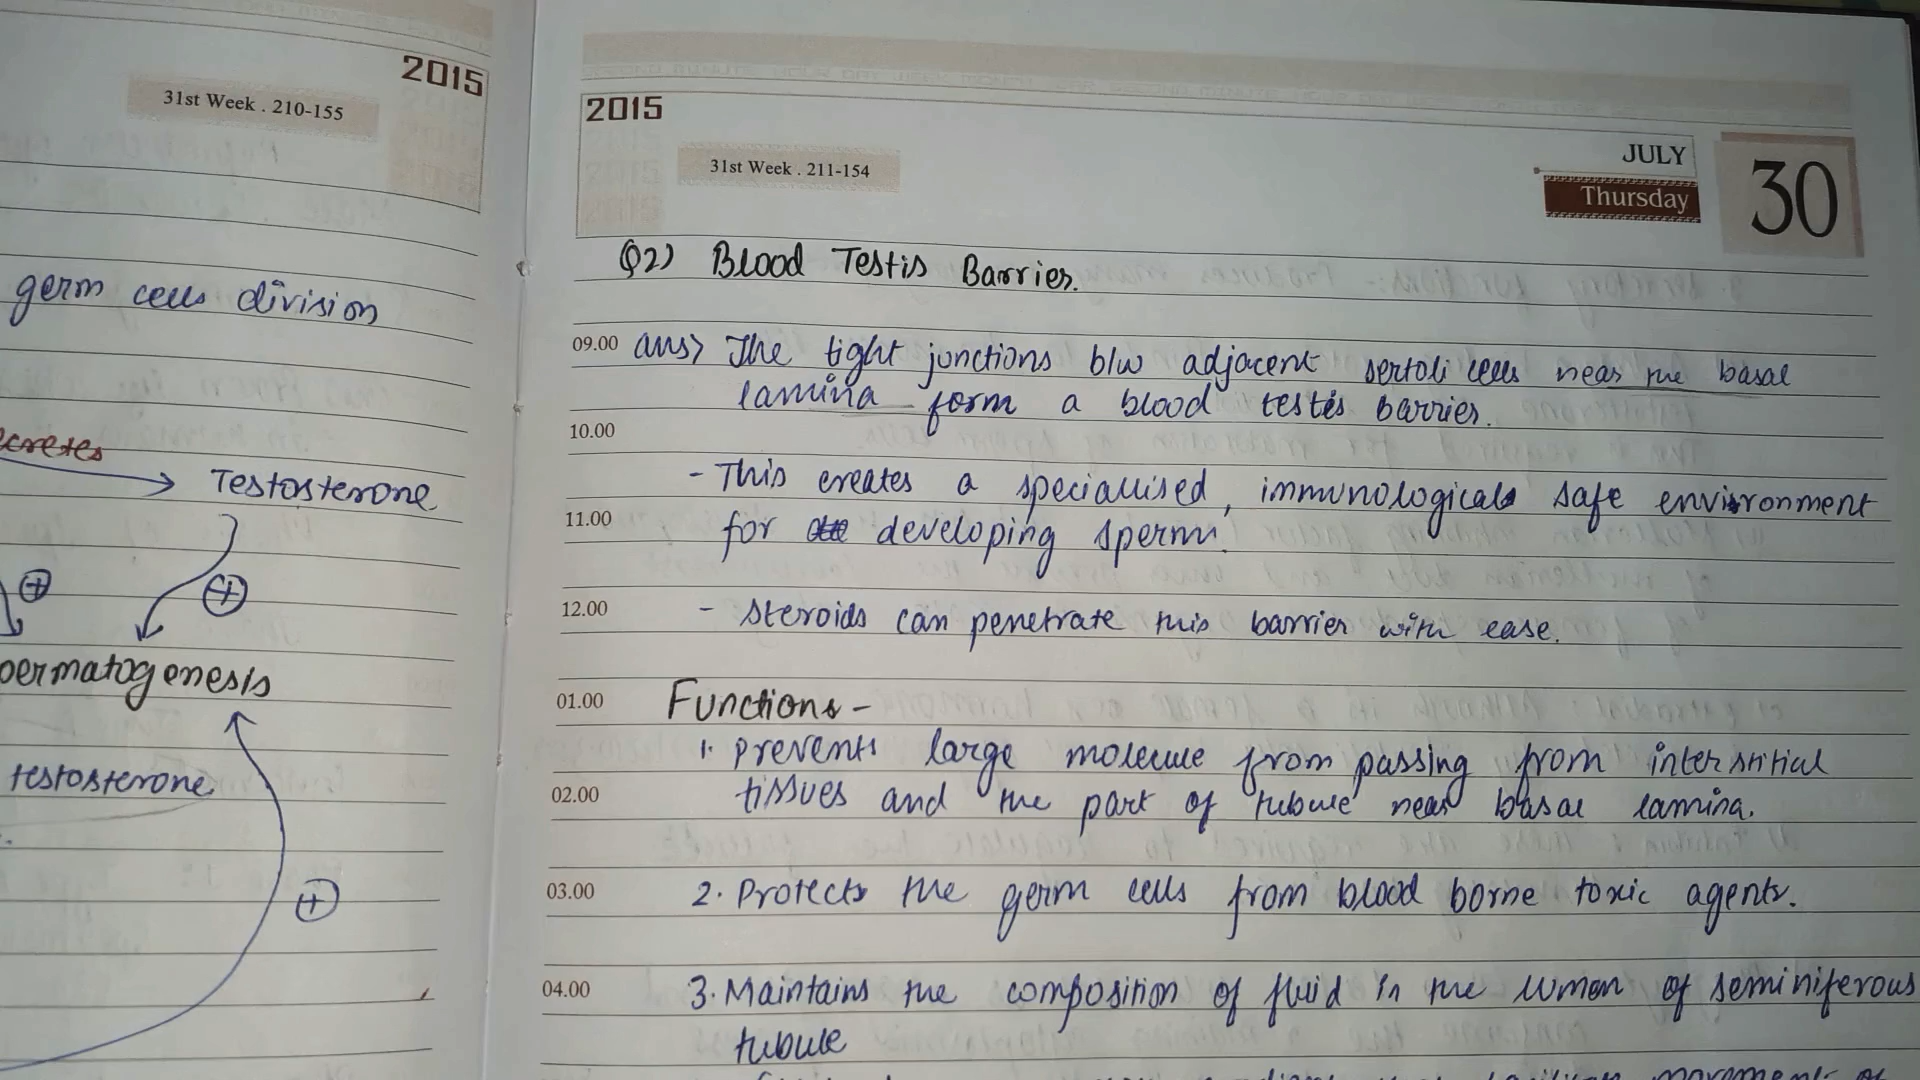 2015
31st Week . 210-155
germ cells division
Testosterone
+
+
permatogenesis
testosterone
+
2015
31st Week . 211-154
JULY
Thursday
30
Q2) Blood Testis Barrier.
09.00 ans> The tight junctions b/w adjacent sertoli cells near the basal
lamina form a blood testis barrier.
10.00
- This creates a speciallised, immunological safe environment
11.00
for developing sperm.
12.00 - Steroids can penetrate this barrier with ease.
01.00 Functions -
1. prevents large molecule from passing from interstitial
02.00 tissues and the part of tubule near basal lamina.
03.00 2. Protects the germ cells from blood borne toxic agents.
04.00 3. Maintains the composition of fluid in the lumen of seminiferous
tubule